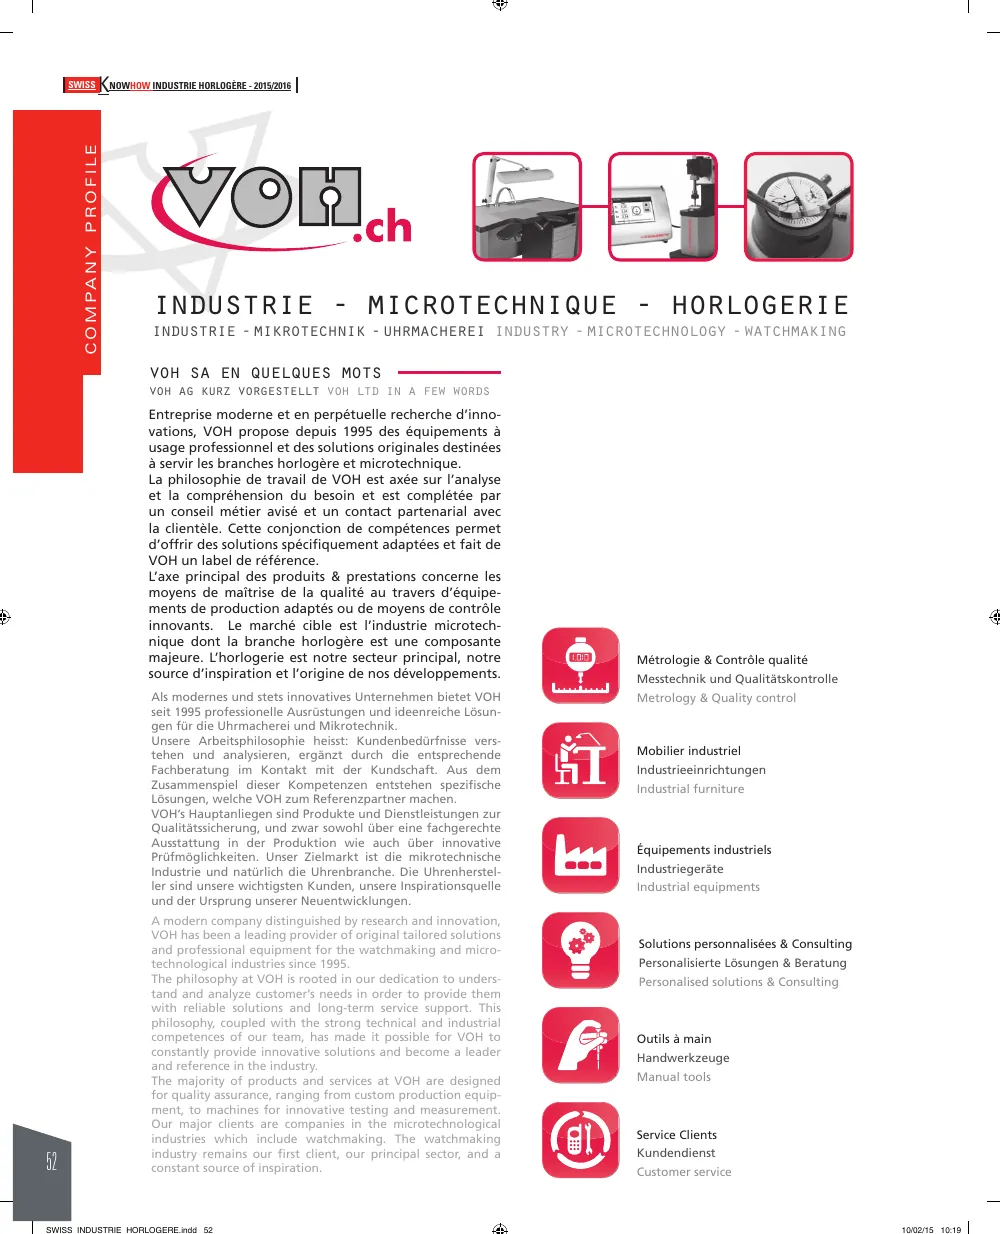 SWISS KNOWHOW INDUSTRIE HORLOGÈRE - 2015/2016
COMPANY PROFILE
VOH.ch
INDUSTRIE - MICROTECHNIQUE - HORLOGERIE
INDUSTRIE - MIKROTECHNIK - UHRMACHEREI INDUSTRY - MICROTECHNOLOGY - WATCHMAKING
VOH SA EN QUELQUES MOTS
VOH AG KURZ VORGESTELLT VOH LTD IN A FEW WORDS
Entreprise moderne et en perpétuelle recherche d’inno-
vations, VOH propose depuis 1995 des équipements à
usage professionnel et des solutions originales destinées
à servir les branches horlogère et microtechnique.
La philosophie de travail de VOH est axée sur l’analyse
et la compréhension du besoin et est complétée par
un conseil métier avisé et un contact partenarial avec
la clientèle. Cette conjonction de compétences permet
d’offrir des solutions spécifiquement adaptées et fait de
VOH un label de référence.
L’axe principal des produits & prestations concerne les
moyens de maîtrise de la qualité au travers d’équipe-
ments de production adaptés ou de moyens de contrôle
innovants. Le marché cible est l’industrie microtech-
nique dont la branche horlogère est une composante
majeure. L’horlogerie est notre secteur principal, notre
source d’inspiration et l’origine de nos développements.
Als modernes und stets innovatives Unternehmen bietet VOH
seit 1995 professionelle Ausrüstungen und ideenreiche Lösun-
gen für die Uhrmacherei und Mikrotechnik.
Unsere Arbeitsphilosophie heisst: Kundenbedürfnisse vers-
tehen und analysieren, ergänzt durch die entsprechende
Fachberatung im Kontakt mit der Kundschaft. Aus dem
Zusammenspiel dieser Kompetenzen entstehen spezifische
Lösungen, welche VOH zum Referenzpartner machen.
VOH’s Hauptanliegen sind Produkte und Dienstleistungen zur
Qualitätssicherung, und zwar sowohl über eine fachgerechte
Ausstattung in der Produktion wie auch über innovative
Prüfmöglichkeiten. Unser Zielmarkt ist die mikrotechnische
Industrie und natürlich die Uhrenbranche. Die Uhrenherstel-
ler sind unsere wichtigsten Kunden, unsere Inspirationsquelle
und der Ursprung unserer Neuentwicklungen.
A modern company distinguished by research and innovation,
VOH has been a leading provider of original tailored solutions
and professional equipment for the watchmaking and micro-
technological industries since 1995.
The philosophy at VOH is rooted in our dedication to unders-
tand and analyze customer’s needs in order to provide them
with reliable solutions and long-term service support. This
philosophy, coupled with the strong technical and industrial
competences of our team, has made it possible for VOH to
constantly provide innovative solutions and become a leader
and reference in the industry.
The majority of products and services at VOH are designed
for quality assurance, ranging from custom production equip-
ment, to machines for innovative testing and measurement.
Our major clients are companies in the microtechnological
industries which include watchmaking. The watchmaking
industry remains our first client, our principal sector, and a
constant source of inspiration.
Métrologie & Contrôle qualité
Messtechnik und Qualitätskontrolle
Metrology & Quality control
Mobilier industriel
Industrieeinrichtungen
Industrial furniture
Équipements industriels
Industriegeräte
Industrial equipments
Solutions personnalisées & Consulting
Personalisierte Lösungen & Beratung
Personalised solutions & Consulting
Outils à main
Handwerkzeuge
Manual tools
Service Clients
Kundendienst
Customer service
52
SWISS_INDUSTRIE_HORLOGERE.indd 52
10/02/15 10:19